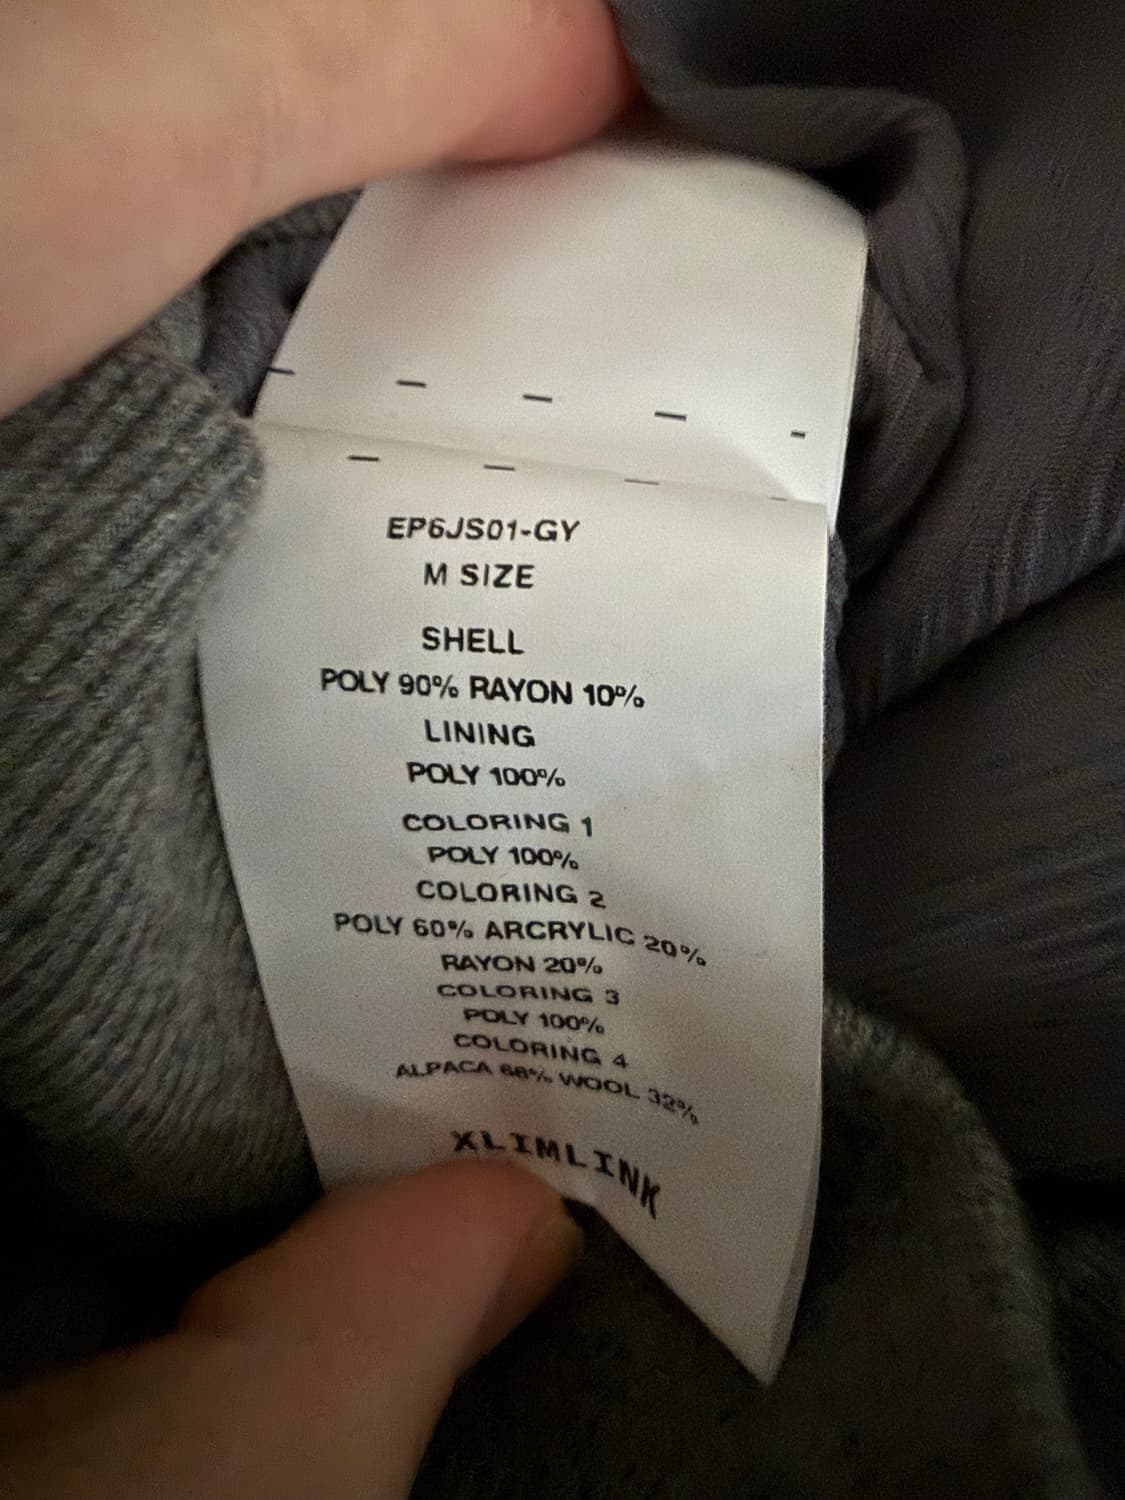 EP6JS01-GY
M SIZE
SHELL
POLY 90% RAYON 10%
LINING
POLY 100%
COLORING 1
POLY 100%
COLORING 2
POLY 60% ARCRYLIC 20%
RAYON 20%
COLORING 3
POLY 100%
COLORING 4
ALPACA 68% WOOL 32%
XLIMLINK